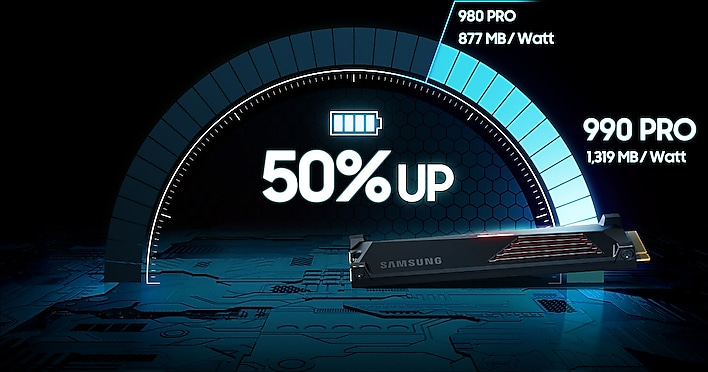 980 PRO
877 MB/Watt
990 PRO
1,319 MB/Watt
50% UP
SAMSUNG